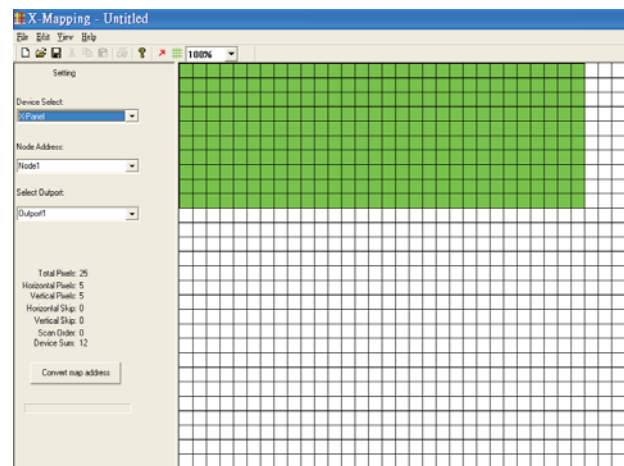 X-Mapping - Untitled
File Edit View Help
100%
Setting
Device Select:
X-Panel
Node Address:
Node1
Select Outport:
Outport1
Total Pixels: 25
Horizontal Pixels: 5
Vertical Pixels: 5
Horizontal Skip: 0
Vertical Skip: 0
Scan Order: 0
Device Sum: 12
Convert map address